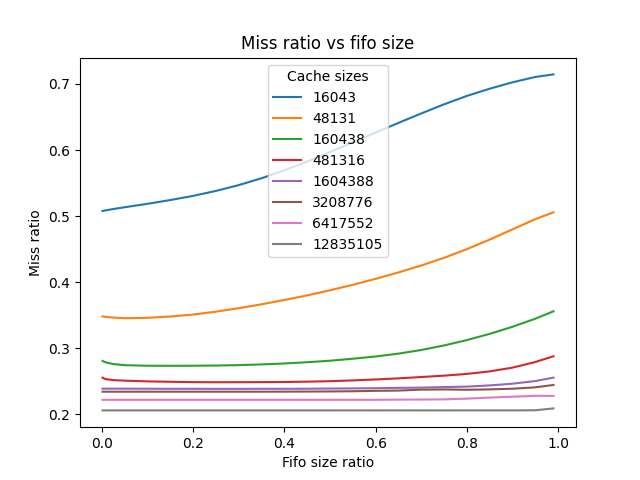 Miss ratio vs fifo size
Cache sizes
16043
48131
160438
481316
1604388
3208776
6417552
12835105
Miss ratio
0.7
0.6
0.5
0.4
0.3
0.2
0.0 0.2 0.4 0.6 0.8 1.0
Fifo size ratio